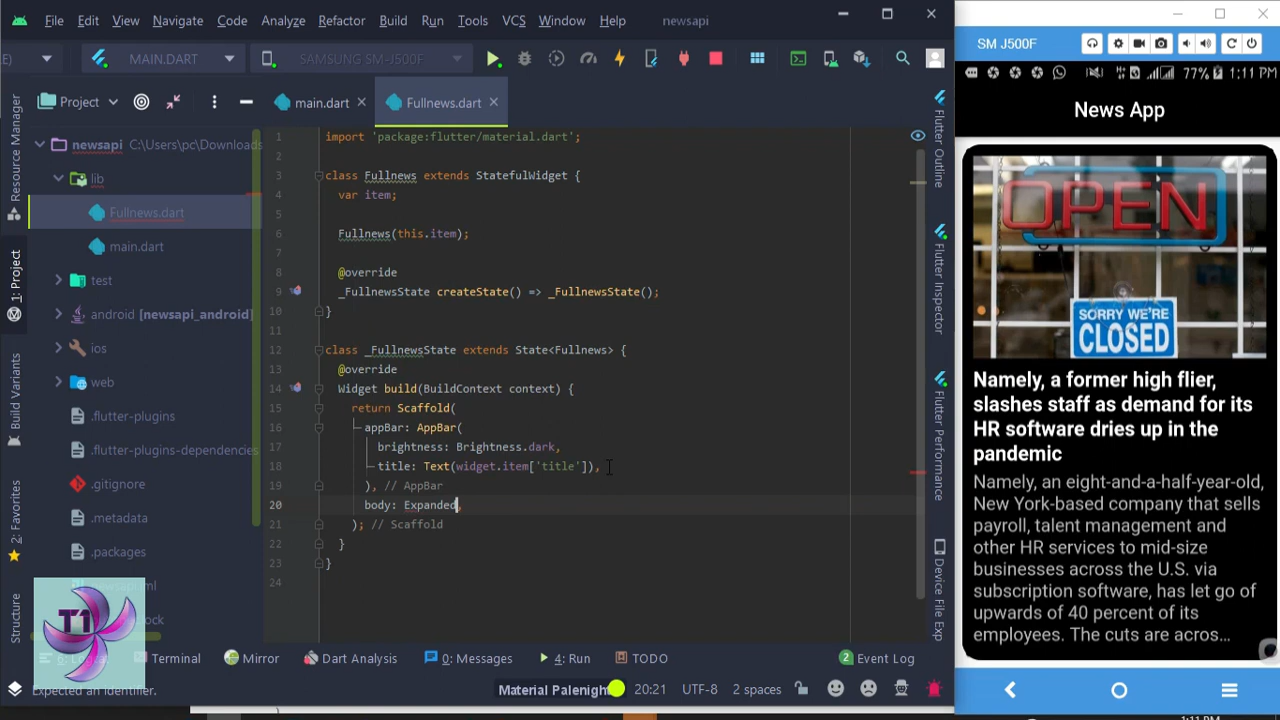 File Edit View Navigate Code Analyze Refactor Build Run Tools VCS Window Help newsapi
MAIN.DART SAMSUNG SM-J500F
Project
main.dart
Fullnews.dart
newsapi C:\Users\pc\Downloads
lib
Fullnews.dart
main.dart
test
android [newsapi_android]
ios
web
.flutter-plugins
.flutter-plugins-dependencies
.gitignore
.metadata
.packages
Resource Manager
1: Project
Build Variants
2: Favorites
Structure
1 import 'package:flutter/material.dart';
2
3 class Fullnews extends StatefulWidget {
4 var item;
5
6 Fullnews(this.item);
7
8 @override
9 _FullnewsState createState() => _FullnewsState();
10 }
11
12 class _FullnewsState extends State<Fullnews> {
13 @override
14 Widget build(BuildContext context) {
15 return Scaffold(
16 appBar: AppBar(
17 brightness: Brightness.dark,
18 title: Text(widget.item['title']),
19 ), // AppBar
20 body: Expanded,
21 ); // Scaffold
22 }
23 }
24
Flutter Outline
Flutter Inspector
Flutter Performance
Device File Exp
T1
Terminal Mirror Dart Analysis 0: Messages 4: Run TODO 2 Event Log
Expected an identifier. Material Palenight 20:21 UTF-8 2 spaces
SM J500F
77% 1:11 PM
News App
OPEN
SORRY WE'RE
CLOSED
Namely, a former high flier,
slashes staff as demand for its
HR software dries up in the
pandemic
Namely, an eight-and-a-half-year-old,
New York-based company that sells
payroll, talent management and
other HR services to mid-size
businesses across the U.S. via
subscription software, has let go of
upwards of 40 percent of its
employees. The cuts are acros…